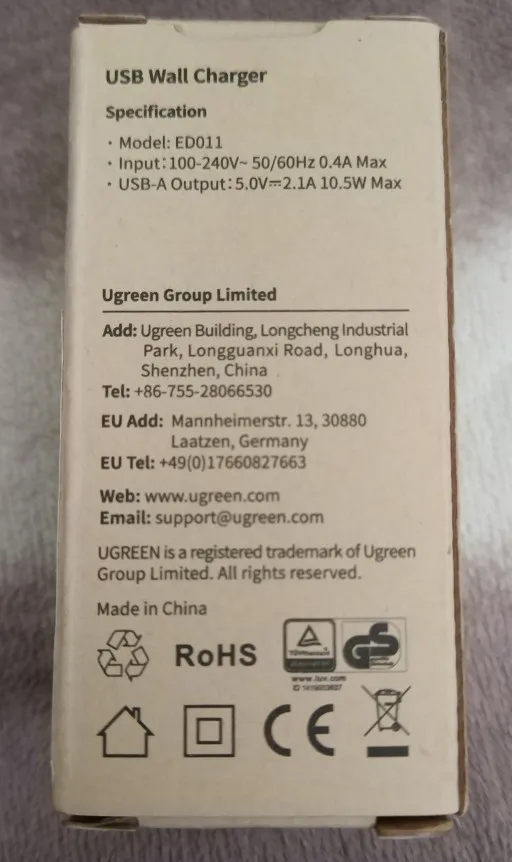 USB Wall Charger
Specification
· Model: ED011
· Input:100-240V~ 50/60Hz 0.4A Max
· USB-A Output:5.0V⎓2.1A 10.5W Max
Ugreen Group Limited
Add: Ugreen Building, Longcheng Industrial
Park, Longguanxi Road, Longhua,
Shenzhen, China
Tel: +86-755-28066530
EU Add: Mannheimerstr. 13, 30880
Laatzen, Germany
EU Tel: +49(0)17660827663
Web: www.ugreen.com
Email: support@ugreen.com
UGREEN is a registered trademark of Ugreen
Group Limited. All rights reserved.
Made in China
RoHS
GS
CE